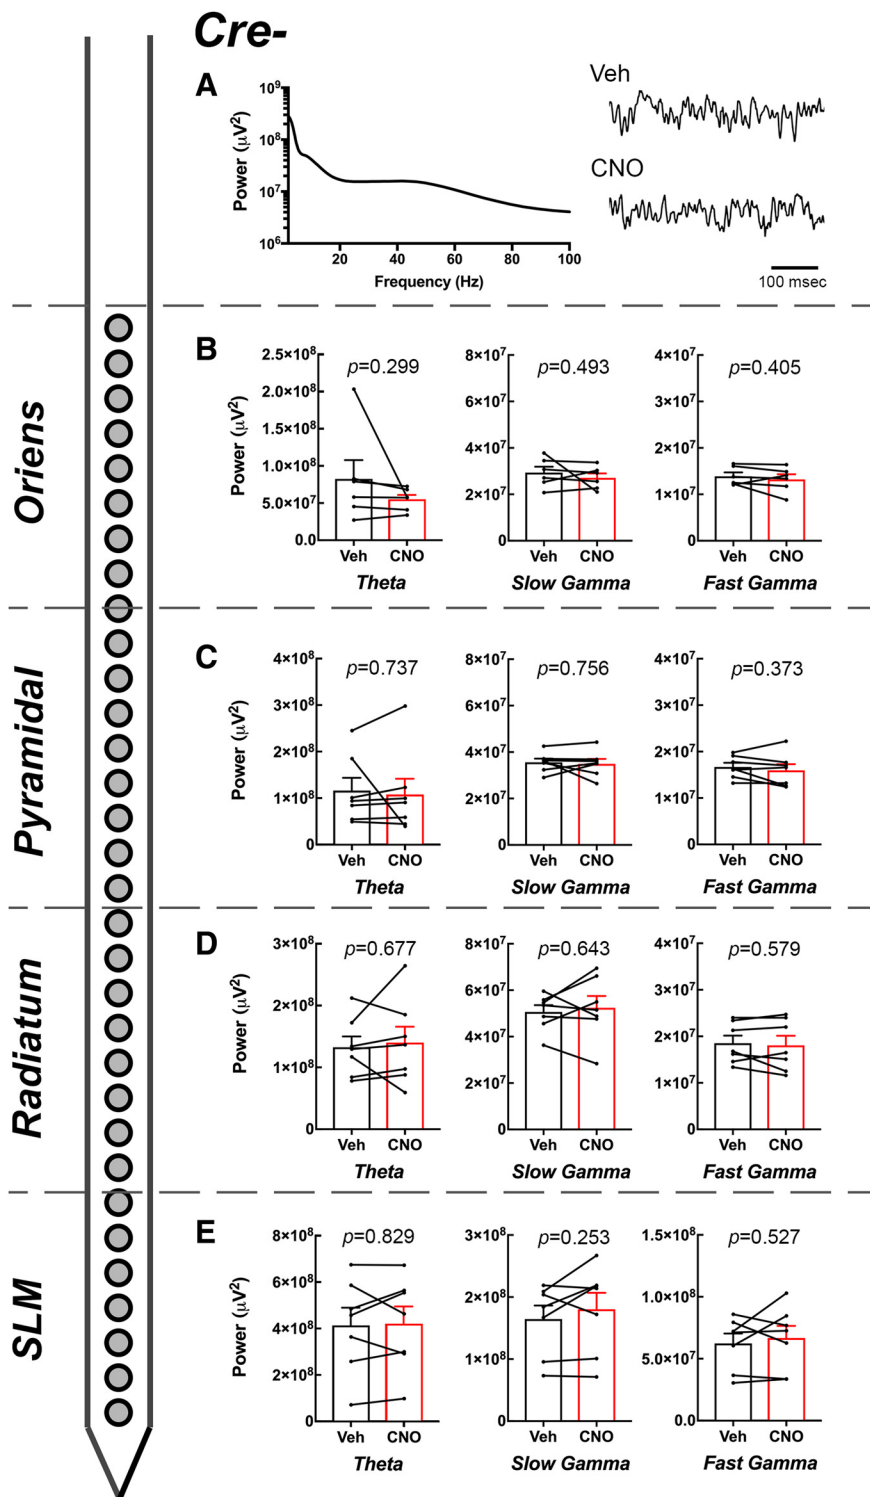 Cre-
A
Power (μV²)
10⁹
10⁸
10⁷
10⁶
20
40
60
80
100
Frequency (Hz)
Veh
CNO
100 msec
Oriens
B
Power (μV²)
2.5×10⁸
2.0×10⁸
1.5×10⁸
1.0×10⁸
5.0×10⁷
0.0
p=0.299
Veh CNO
Theta
8×10⁷
6×10⁷
4×10⁷
2×10⁷
0
p=0.493
Veh CNO
Slow Gamma
4×10⁷
3×10⁷
2×10⁷
1×10⁷
0
p=0.405
Veh CNO
Fast Gamma
Pyramidal
C
Power (μV²)
4×10⁸
3×10⁸
2×10⁸
1×10⁸
0
p=0.737
Veh CNO
Theta
8×10⁷
6×10⁷
4×10⁷
2×10⁷
0
p=0.756
Veh CNO
Slow Gamma
4×10⁷
3×10⁷
2×10⁷
1×10⁷
0
p=0.373
Veh CNO
Fast Gamma
Radiatum
D
Power (μV²)
3×10⁸
2×10⁸
1×10⁸
0
p=0.677
Veh CNO
Theta
8×10⁷
6×10⁷
4×10⁷
2×10⁷
0
p=0.643
Veh CNO
Slow Gamma
4×10⁷
3×10⁷
2×10⁷
1×10⁷
0
p=0.579
Veh CNO
Fast Gamma
SLM
E
Power (μV²)
8×10⁸
6×10⁸
4×10⁸
2×10⁸
0
p=0.829
Veh CNO
Theta
3×10⁸
2×10⁸
1×10⁸
0
p=0.253
Veh CNO
Slow Gamma
1.5×10⁸
1.0×10⁸
5.0×10⁷
0.0
p=0.527
Veh CNO
Fast Gamma